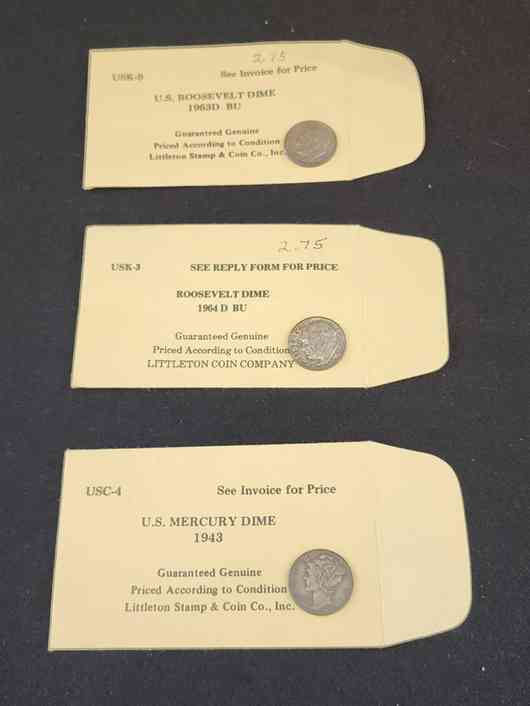 2.75
USK-8 See Invoice for Price
U.S. ROOSEVELT DIME
1963D BU
Guaranteed Genuine
Priced According to Condition
Littleton Stamp & Coin Co., Inc.
2.75
USK-3 SEE REPLY FORM FOR PRICE
ROOSEVELT DIME
1964 D BU
Guaranteed Genuine
Priced According to Condition
LITTLETON COIN COMPANY
USC-4 See Invoice for Price
U.S. MERCURY DIME
1943
Guaranteed Genuine
Priced According to Condition
Littleton Stamp & Coin Co., Inc.